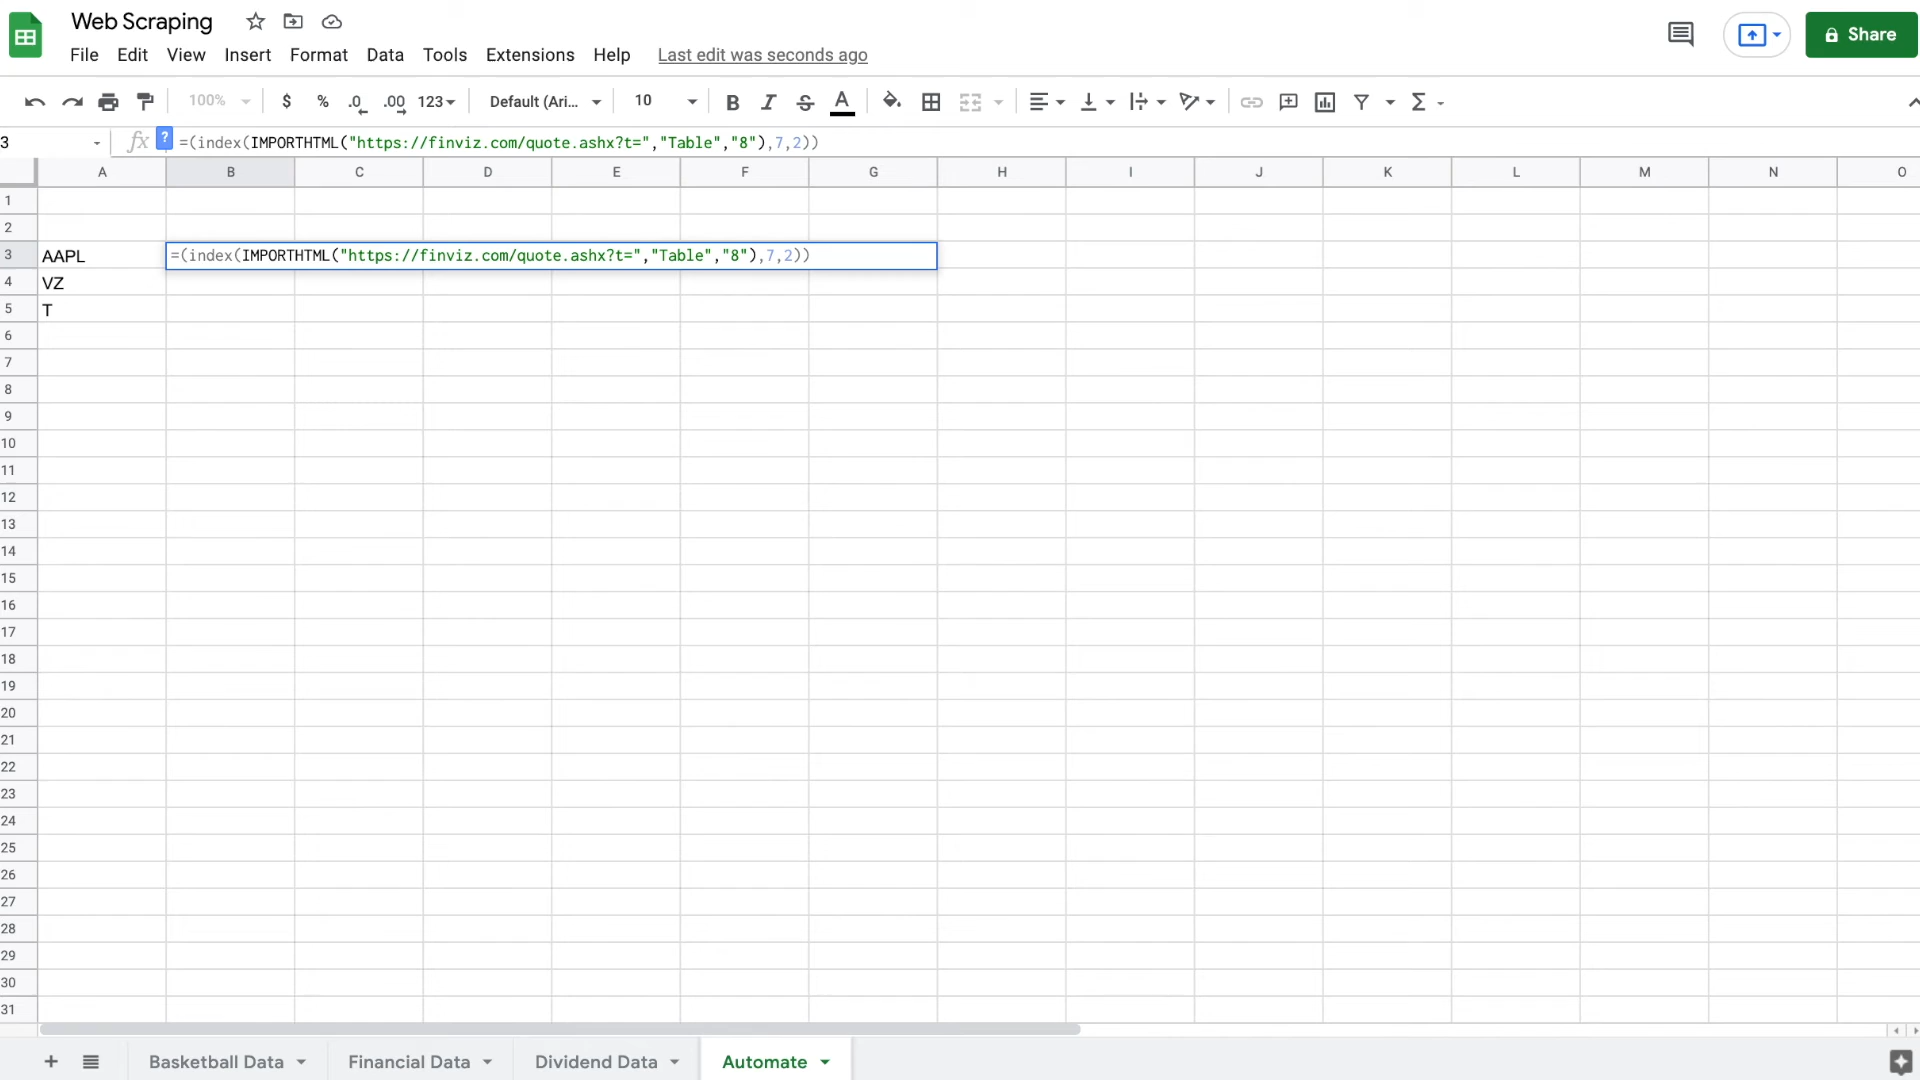 Web Scraping
File Edit View Insert Format Data Tools Extensions Help Last edit was seconds ago
Share
100% $ % .0 .00 123 Default (Ari... 10 B I S A Σ
3 fx ? =(index(IMPORTHTML("https://finviz.com/quote.ashx?t=","Table","8"),7,2))
A B C D E F G H I J K L M N O
1
2
3 AAPL =(index(IMPORTHTML("https://finviz.com/quote.ashx?t=","Table","8"),7,2))
4 VZ
5 T
6
7
8
9
10
11
12
13
14
15
16
17
18
19
20
21
22
23
24
25
26
27
28
29
30
31
+ Basketball Data Financial Data Dividend Data Automate